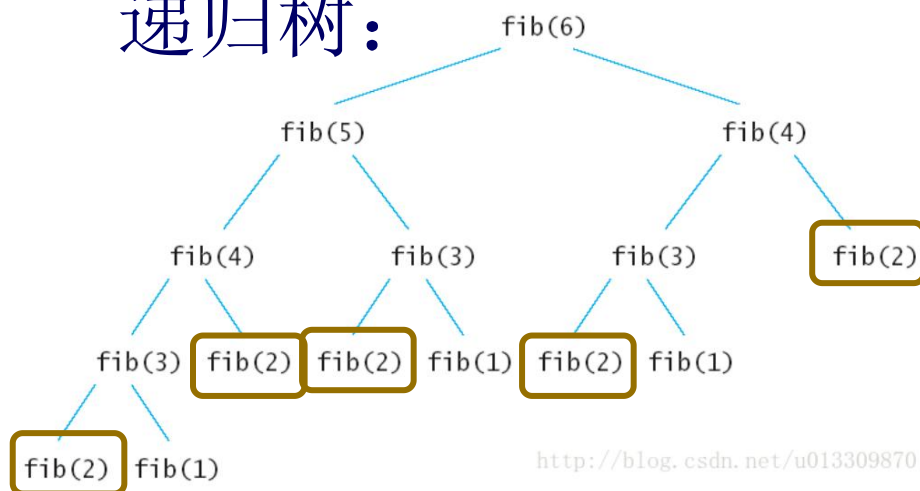 递归树：
fib(6)
fib(5) fib(4)
fib(4) fib(3) fib(3) fib(2)
fib(3) fib(2) fib(2) fib(1) fib(2) fib(1)
fib(2) fib(1)
http://blog.csdn.net/u013309870